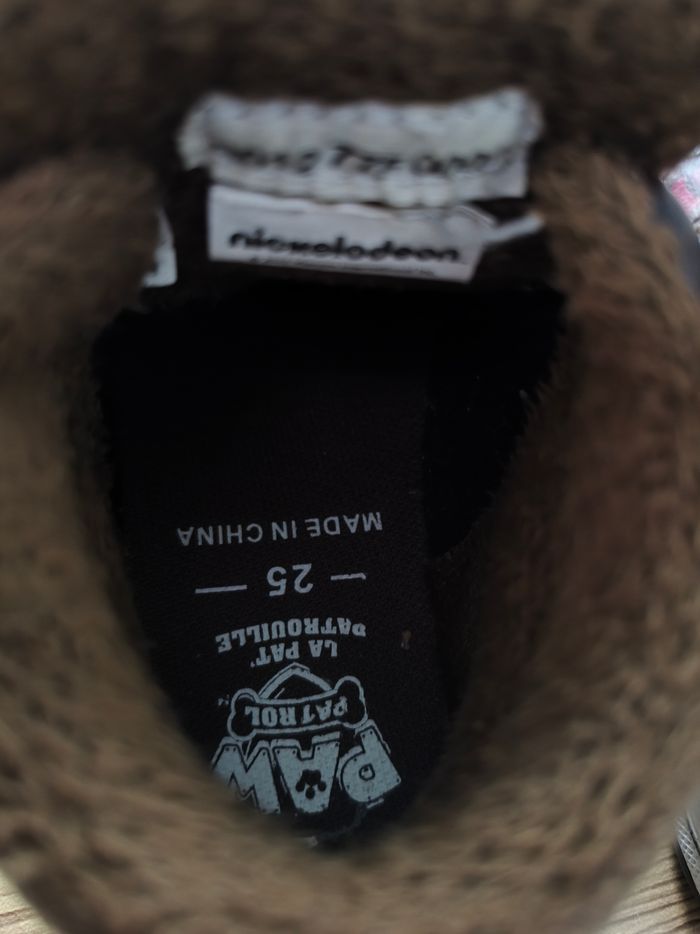 nickelodeon
PAW
PATROL
LA PAT'
PATROUILLE
25
MADE IN CHINA